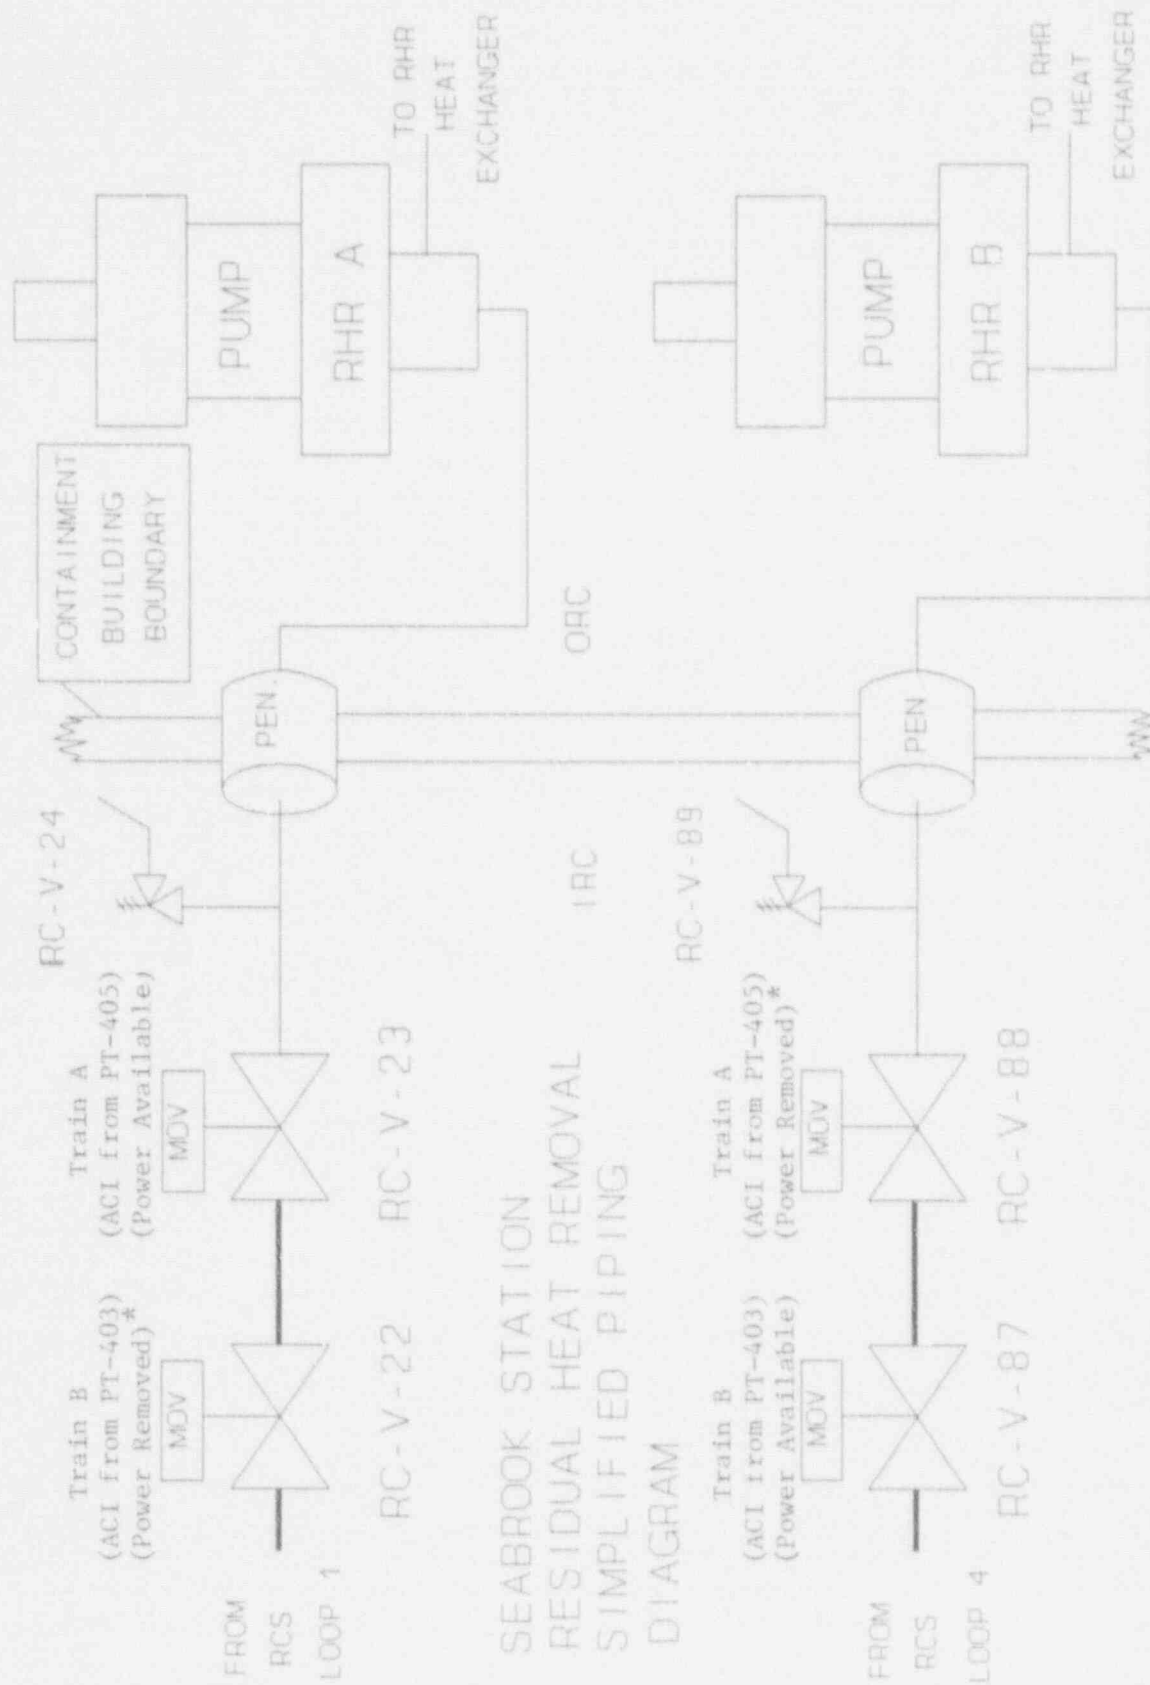 Train B
(ACI from PT-403)
(Power Removed)*
MOV
RC-V-22
FROM
RCS
LOOP 1
Train A
(ACI from PT-405)
(Power Available)
MOV
RC-V-23
RC-V-24
CONTAINMENT
BUILDING
BOUNDARY
PEN.
PUMP
RHR A
TO RHR
HEAT
EXCHANGER
SEABROOK STATION
RESIDUAL HEAT REMOVAL
SIMPLIFIED PIPING
DIAGRAM
IRC
ORC
Train B
(ACI from PT-403)
(Power Available)
MOV
RC-V-87
FROM
RCS
LOOP 4
Train A
(ACI from PT-405)
(Power Removed)*
MOV
RC-V-88
RC-V-89
PEN
PUMP
RHR B
TO RHR
HEAT
EXCHANGER